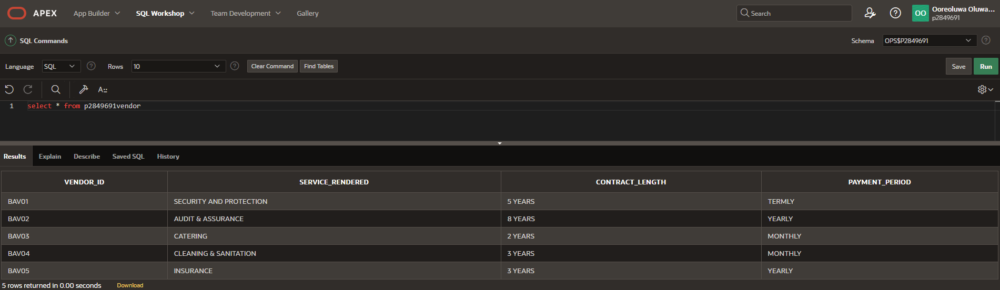 APEX App Builder SQL Workshop Team Development Gallery Search OO Ooreoluwa Oluwa...
p2849691
SQL Commands Schema OPS$P2849691
Language SQL Rows 10 Clear Command Find Tables Save Run
A::
1 select * from p2849691vendor
Results Explain Describe Saved SQL History
VENDOR_ID SERVICE_RENDERED CONTRACT_LENGTH PAYMENT_PERIOD
BAV01 SECURITY AND PROTECTION 5 YEARS TERMLY
BAV02 AUDIT & ASSURANCE 8 YEARS YEARLY
BAV03 CATERING 2 YEARS MONTHLY
BAV04 CLEANING & SANITATION 3 YEARS MONTHLY
BAV05 INSURANCE 3 YEARS YEARLY
5 rows returned in 0.00 seconds Download